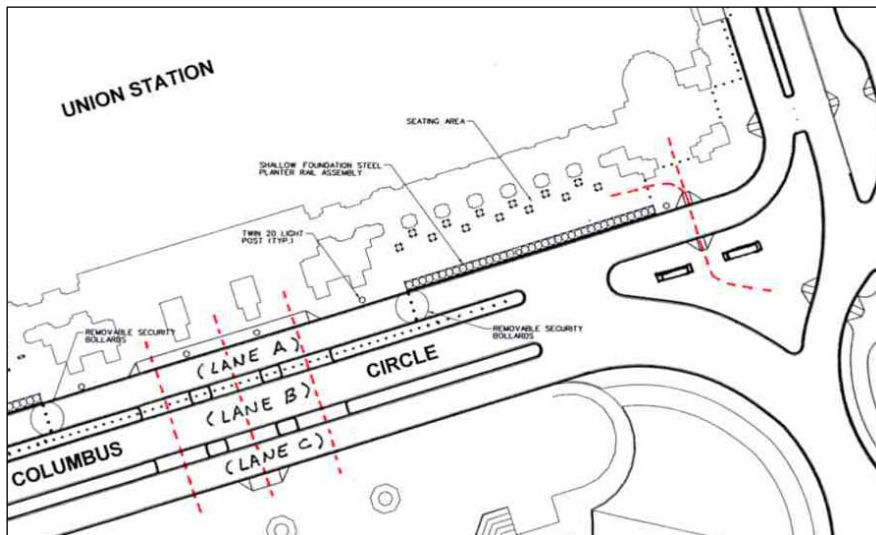 UNION STATION
SEATING AREA
SHALLOW FOUNDATION STEEL
PLANTER RAIL ASSEMBLY
TWIN 20 LIGHT
POST (TYP.)
REMOVABLE SECURITY
BOLLARDS
REMOVABLE SECURITY
BOLLARDS
(LANE A)
(LANE B)
(LANE C)
COLUMBUS CIRCLE